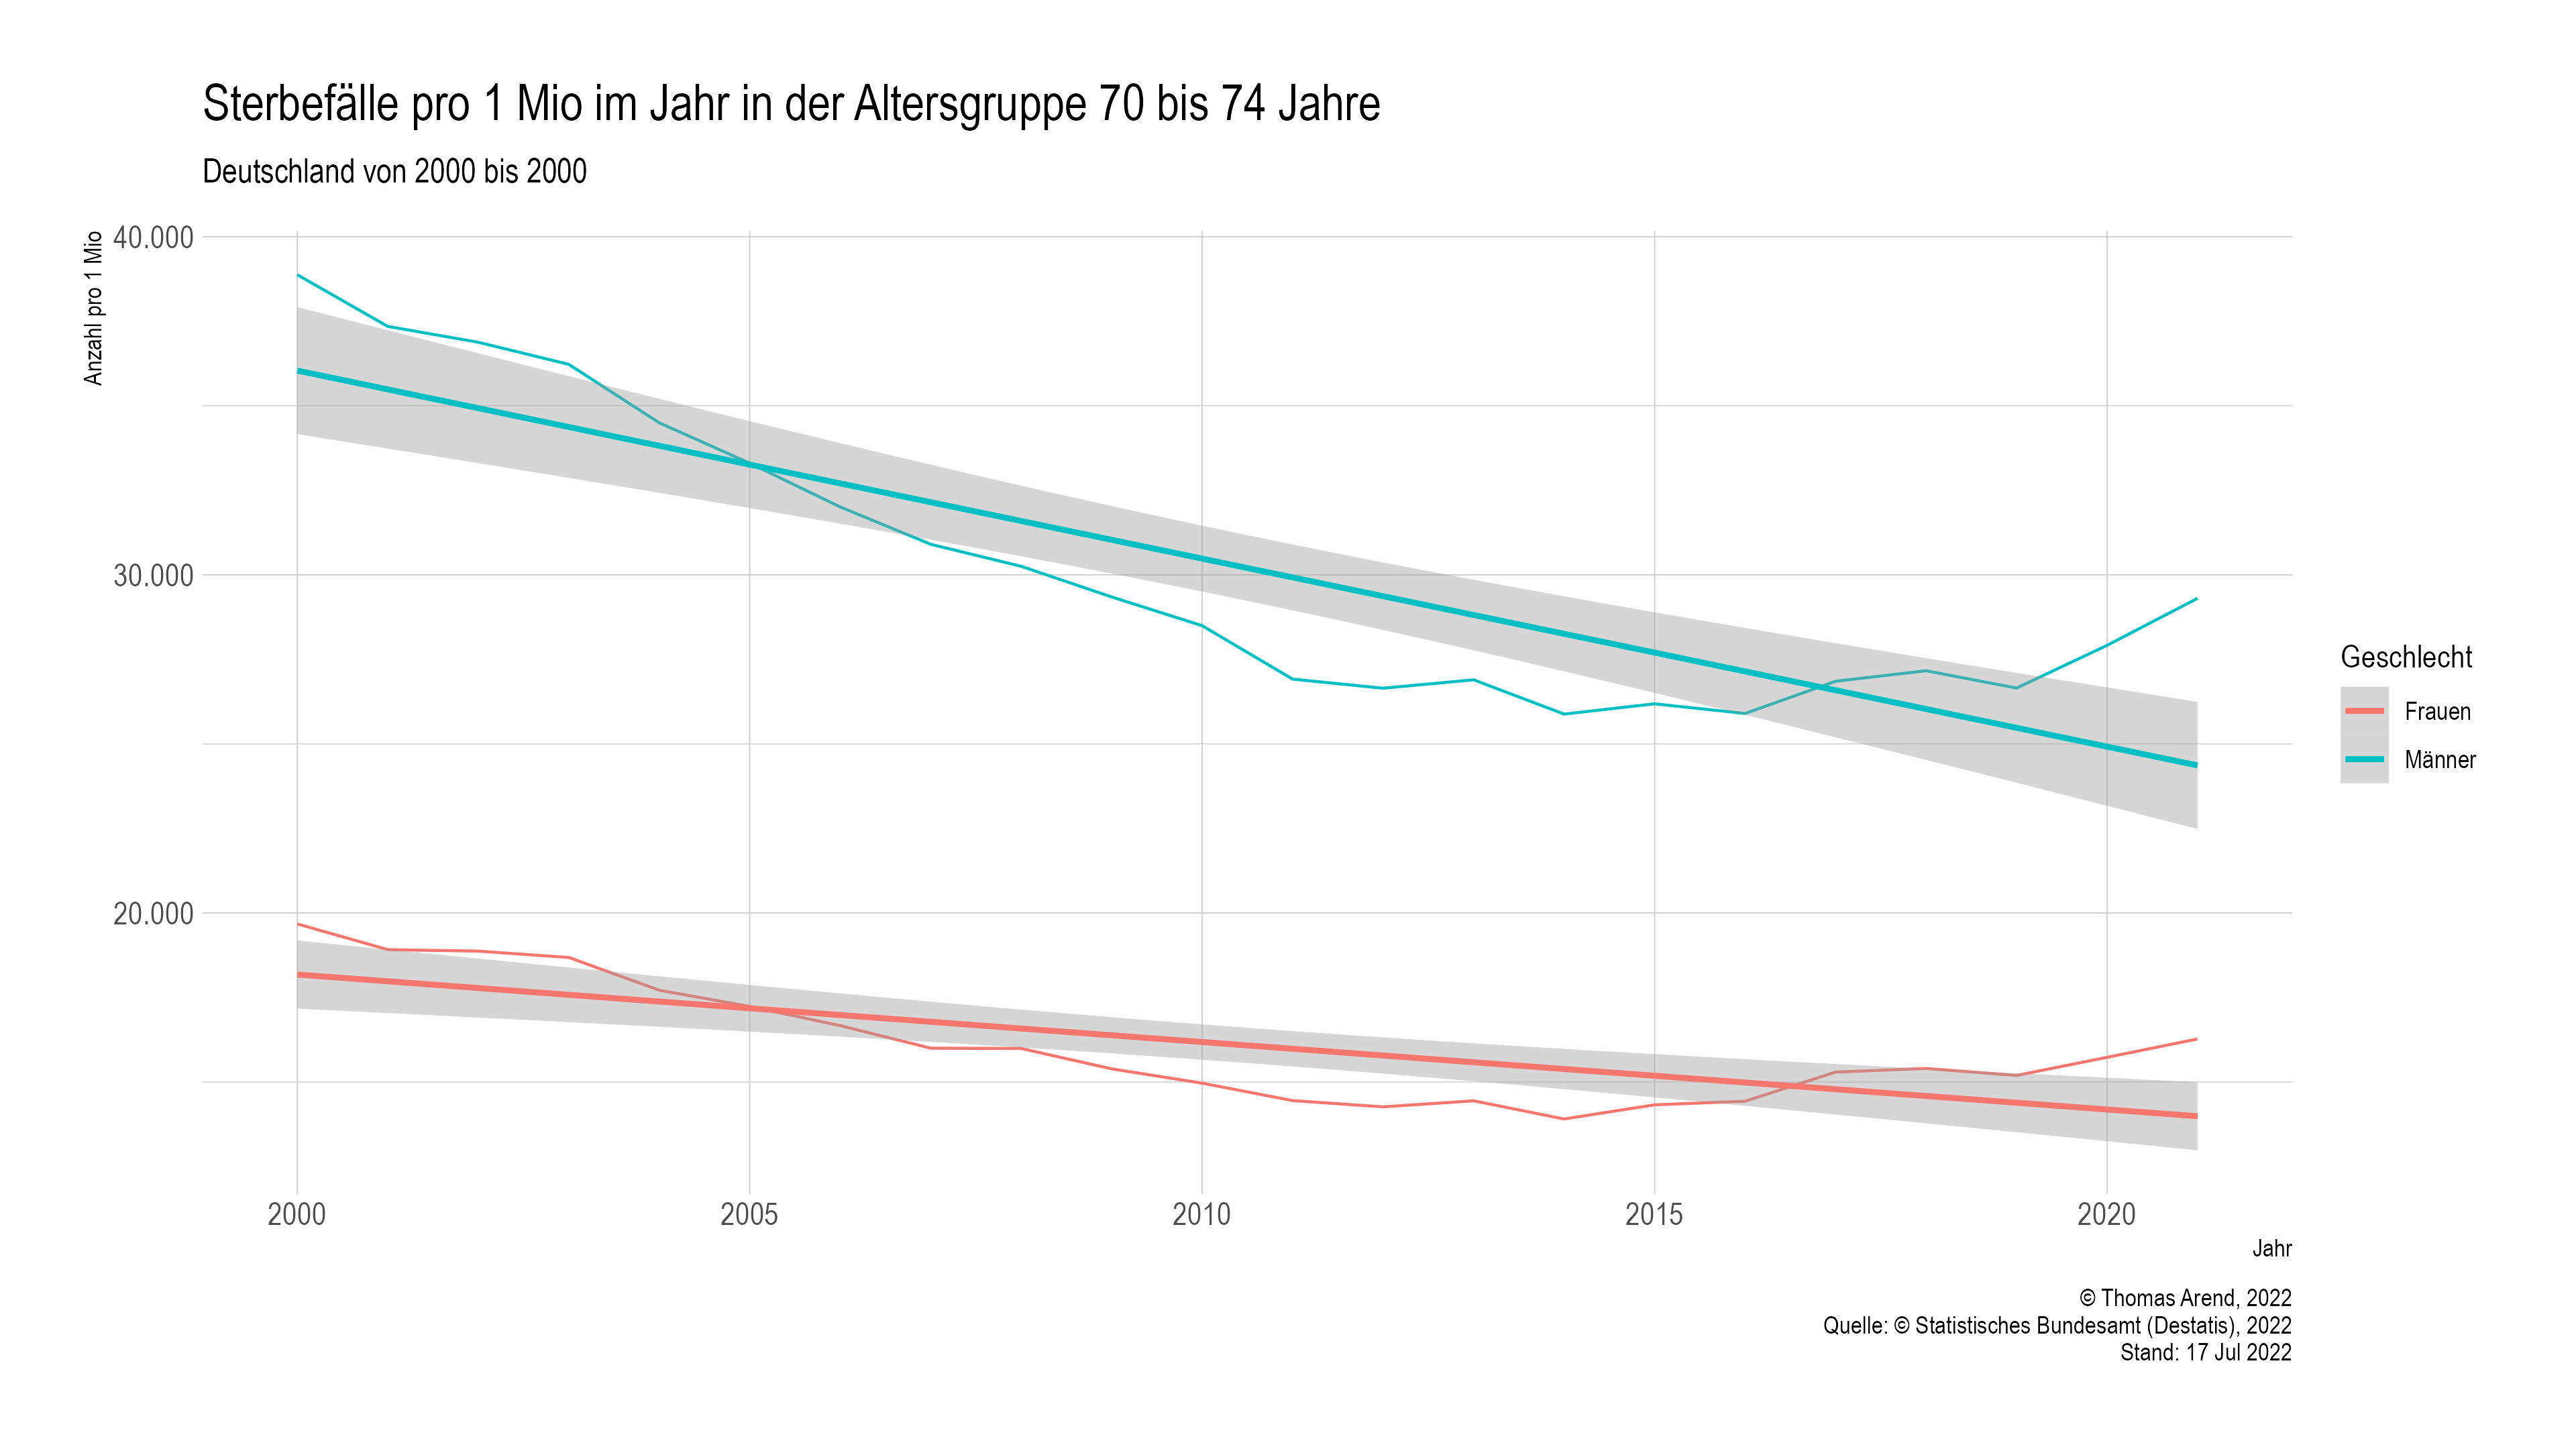 Sterbefälle pro 1 Mio im Jahr in der Altersgruppe 70 bis 74 Jahre
Deutschland von 2000 bis 2000
Anzahl pro 1 Mio
40.000
30.000
20.000
2000
2005
2010
2015
2020
Jahr
Geschlecht
Frauen
Männer
© Thomas Arend, 2022
Quelle: © Statistisches Bundesamt (Destatis), 2022
Stand: 17 Jul 2022